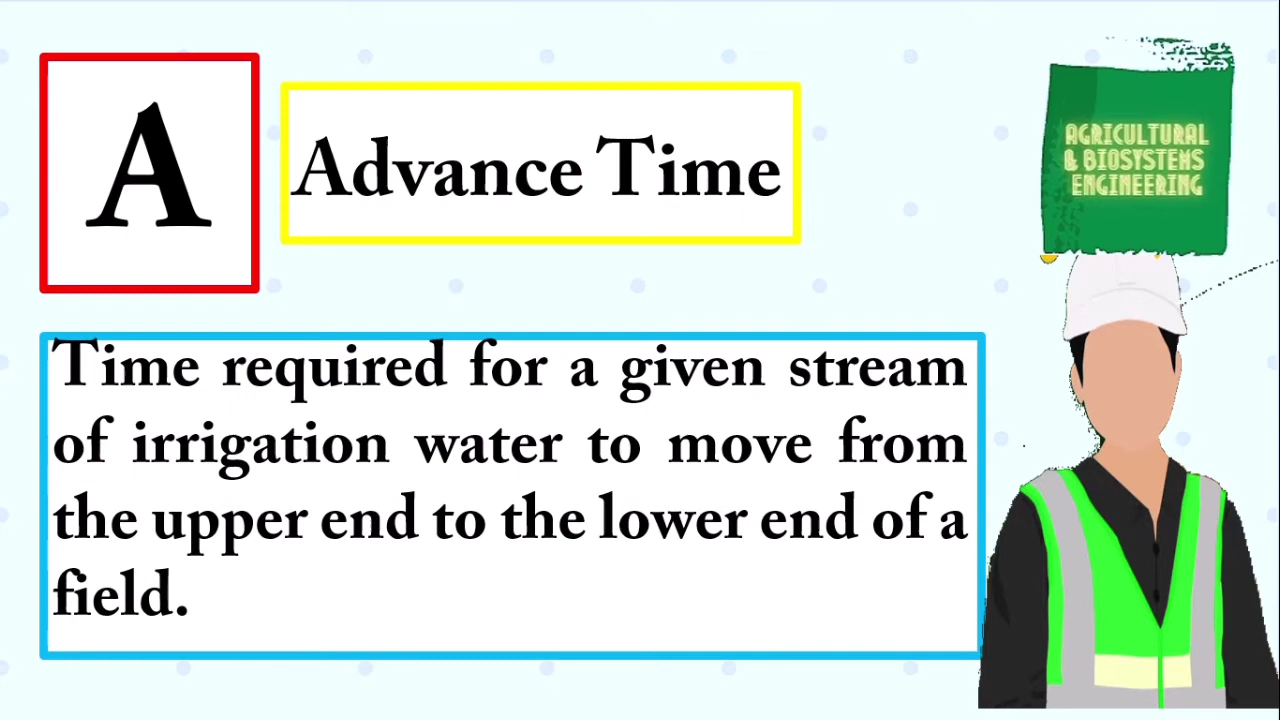 A
Advance Time
AGRICULTURAL
& BIOSYSTEMS
ENGINEERING
Time required for a given stream
of irrigation water to move from
the upper end to the lower end of a
field.